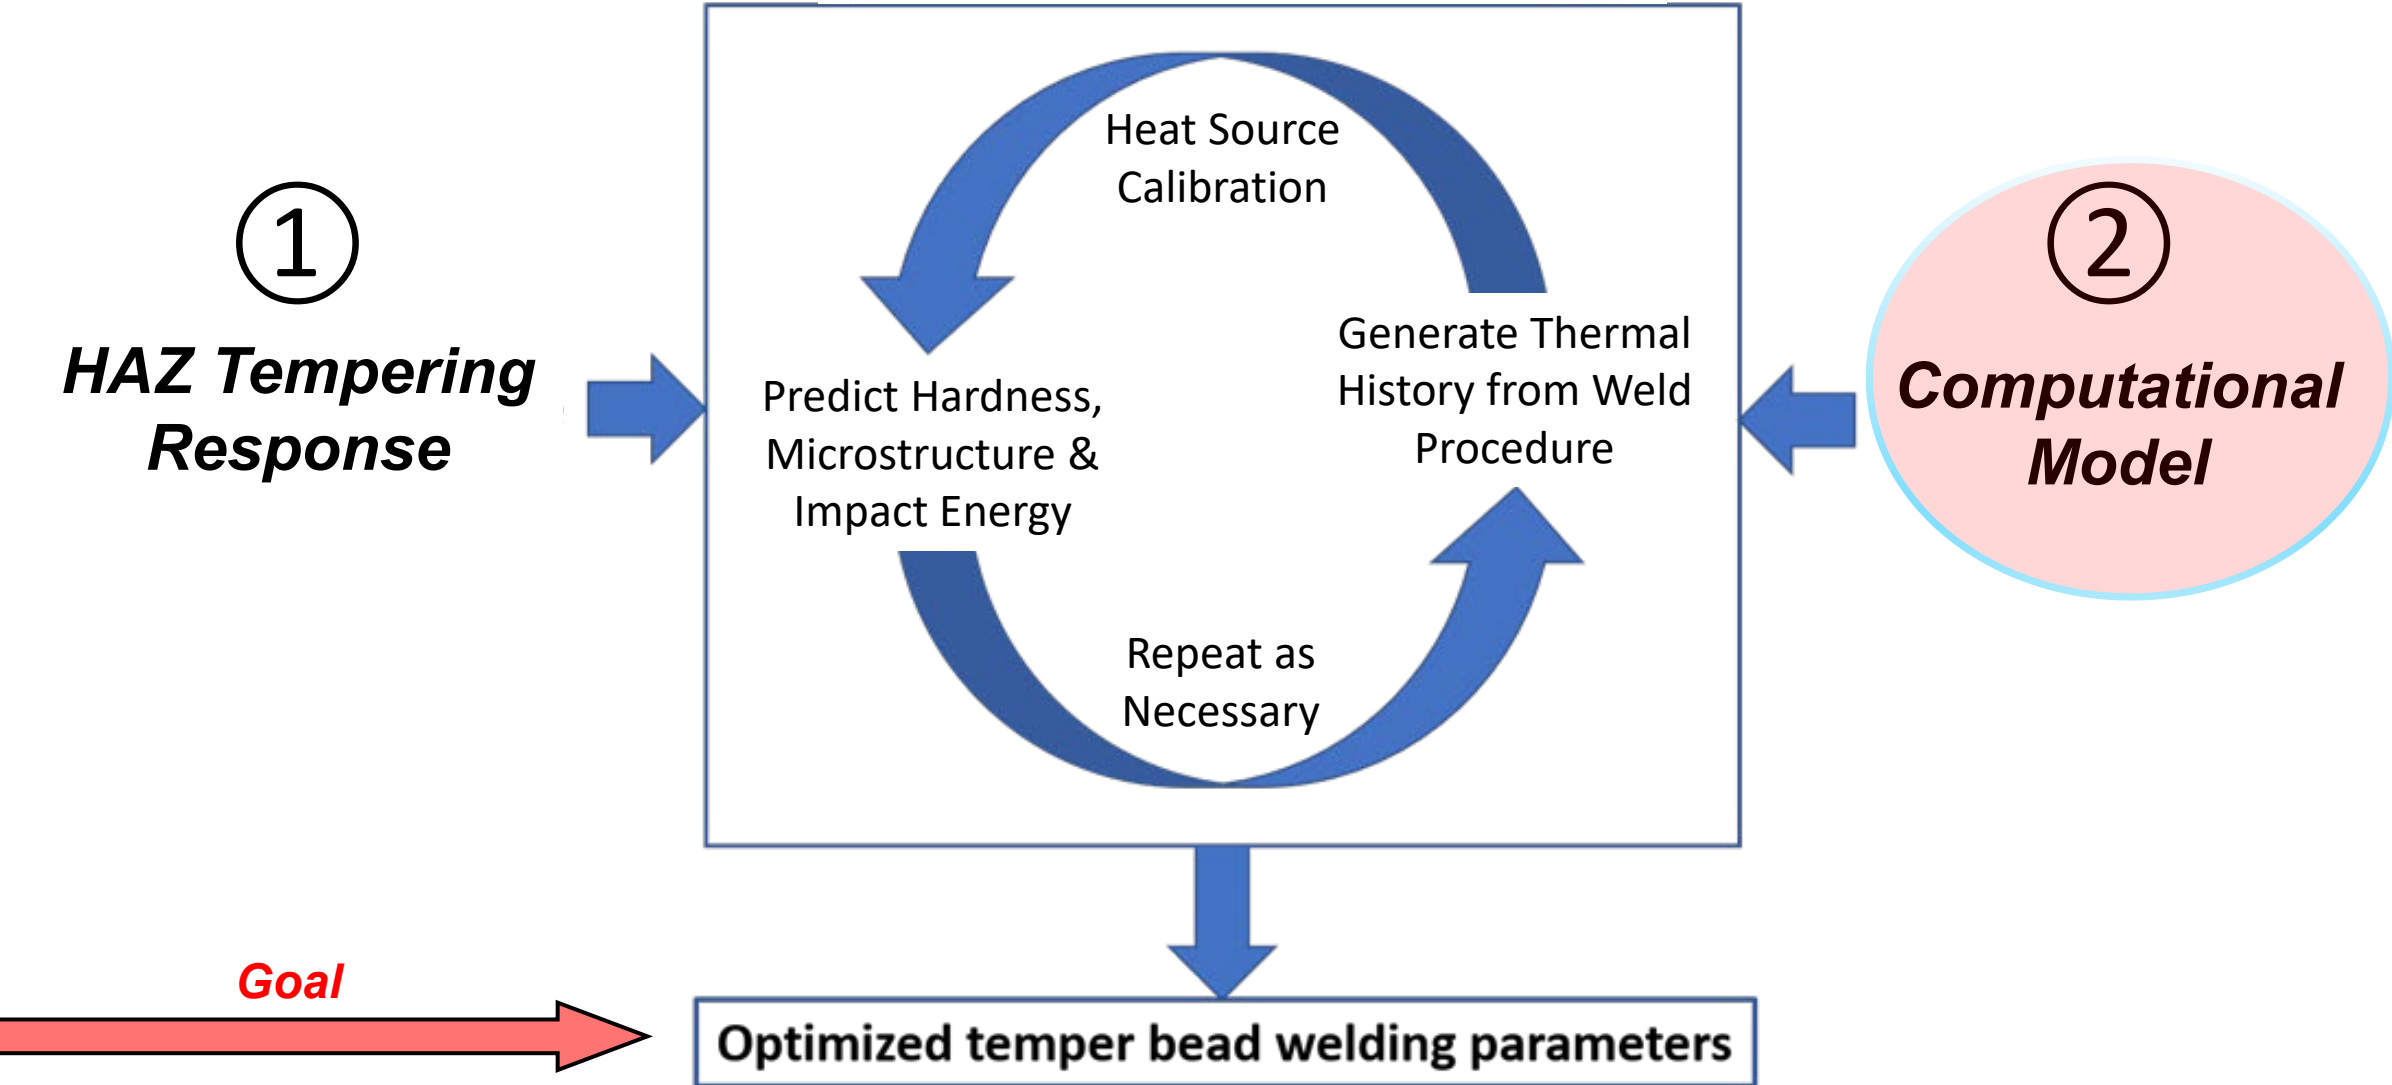 ①
HAZ Tempering
Response
Heat Source
Calibration
Predict Hardness,
Microstructure &
Impact Energy
Generate Thermal
History from Weld
Procedure
Repeat as
Necessary
②
Computational
Model
Goal
Optimized temper bead welding parameters